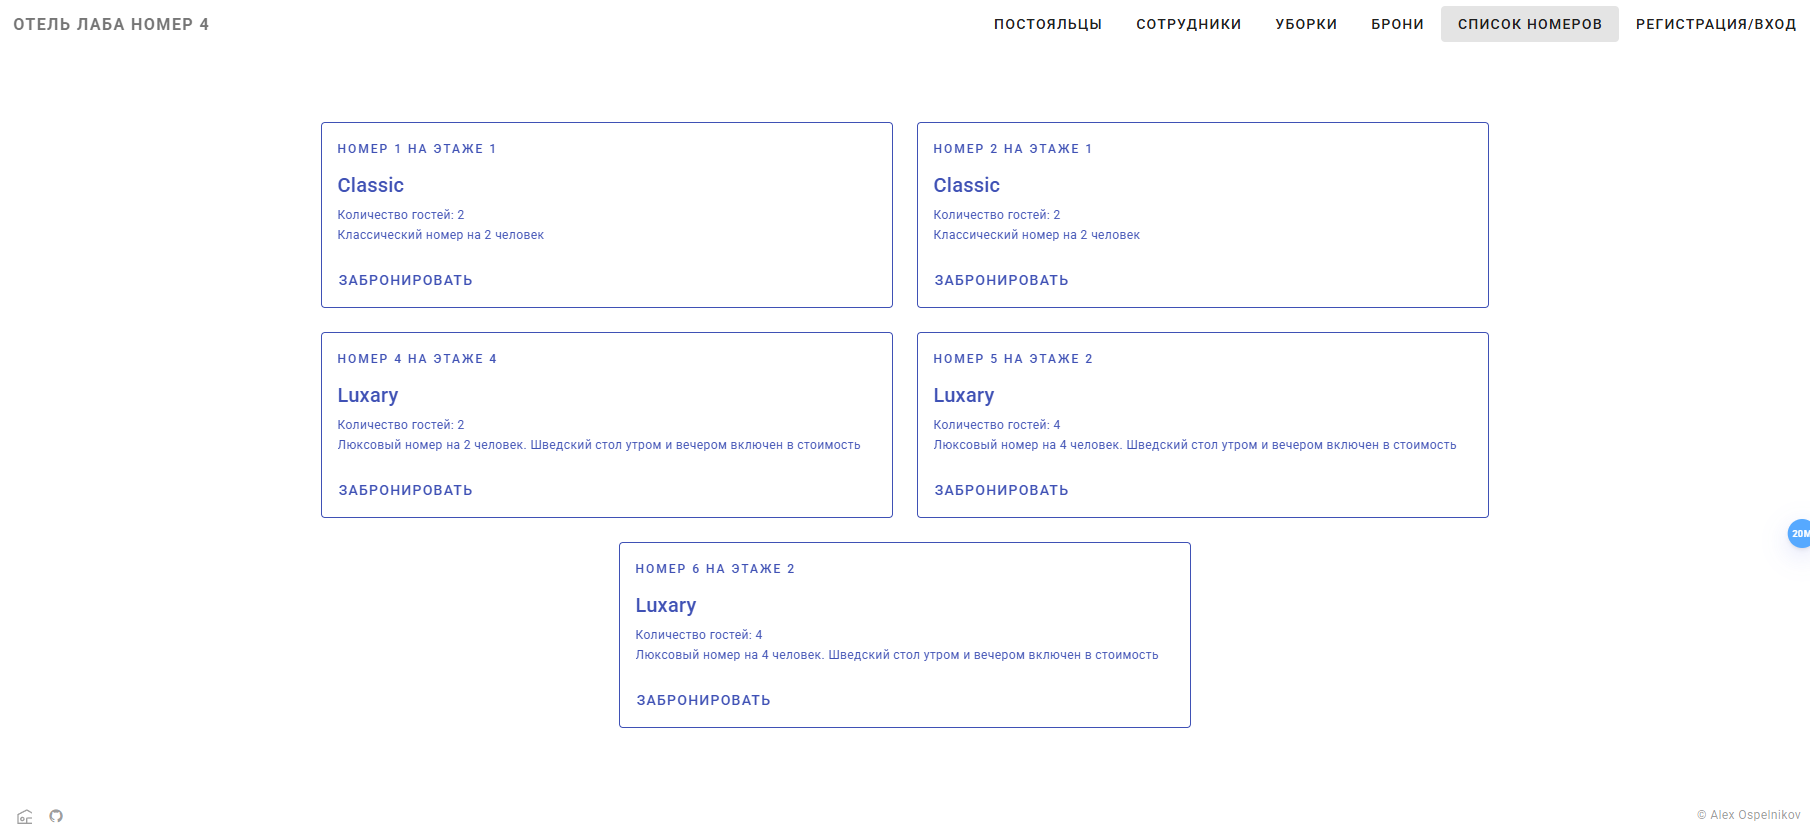 ОТЕЛЬ ЛАБА НОМЕР 4
ПОСТОЯЛЬЦЫ СОТРУДНИКИ УБОРКИ БРОНИ СПИСОК НОМЕРОВ РЕГИСТРАЦИЯ/ВХОД
НОМЕР 1 НА ЭТАЖЕ 1
Classic
Количество гостей: 2
Классический номер на 2 человек
ЗАБРОНИРОВАТЬ
НОМЕР 2 НА ЭТАЖЕ 1
Classic
Количество гостей: 2
Классический номер на 2 человек
ЗАБРОНИРОВАТЬ
НОМЕР 4 НА ЭТАЖЕ 4
Luxary
Количество гостей: 2
Люксовый номер на 2 человек. Шведский стол утром и вечером включен в стоимость
ЗАБРОНИРОВАТЬ
НОМЕР 5 НА ЭТАЖЕ 2
Luxary
Количество гостей: 4
Люксовый номер на 4 человек. Шведский стол утром и вечером включен в стоимость
ЗАБРОНИРОВАТЬ
НОМЕР 6 НА ЭТАЖЕ 2
Luxary
Количество гостей: 4
Люксовый номер на 4 человек. Шведский стол утром и вечером включен в стоимость
ЗАБРОНИРОВАТЬ
20M
© Alex Ospelnikov